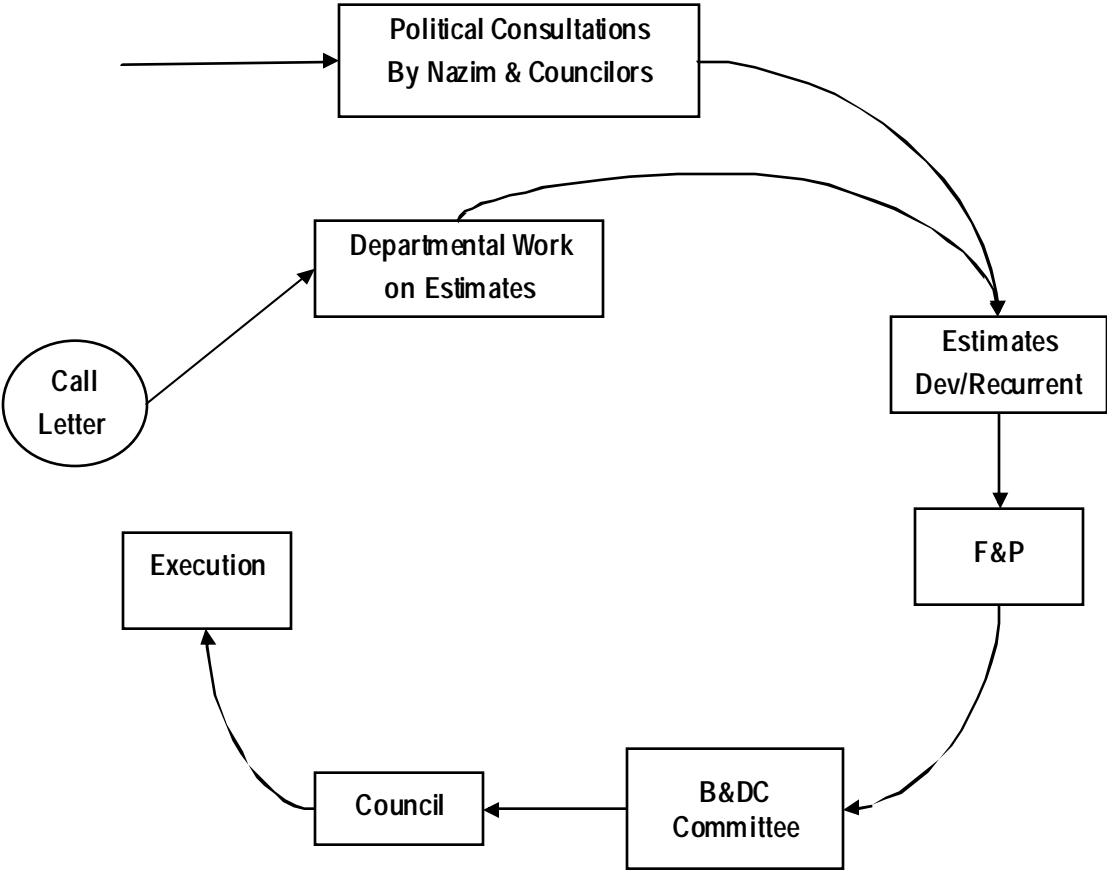 Political Consultations
By Nazim & Councilors
Departmental Work
on Estimates
Estimates
Dev/Recurrent
Call
Letter
F&P
Execution
B&DC
Committee
Council